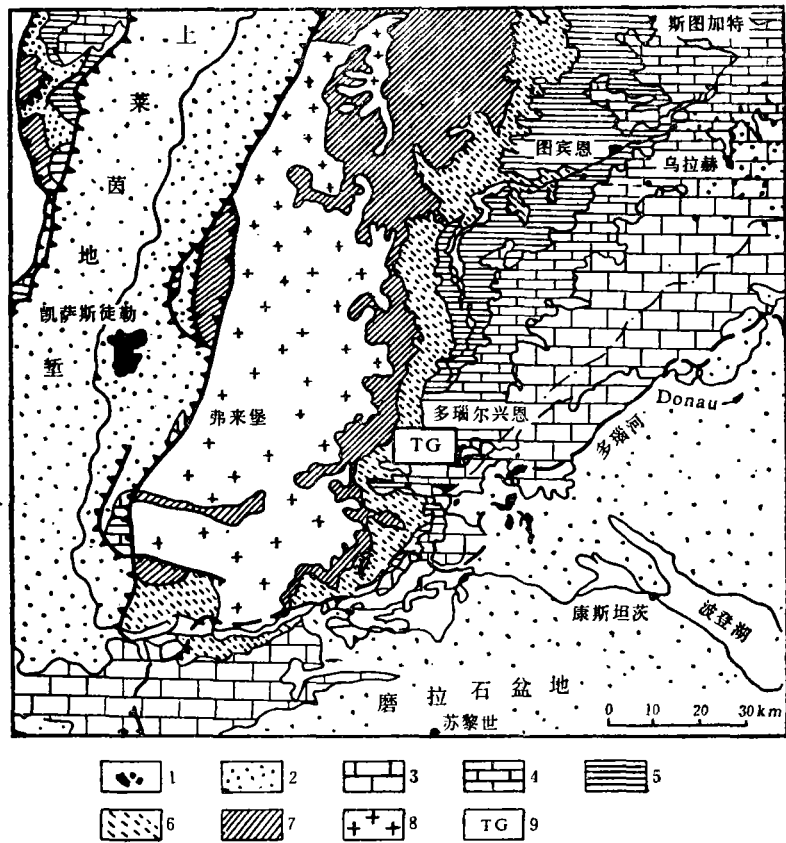 斯图加特
上
莱
茵
地
堑
图宾恩
乌拉赫
凯萨斯徒勒
弗来堡
多瑙尔兴恩
TG
Donau
多瑙河
康斯坦茨
波登湖
磨拉石盆地
苏黎世
0 10 20 30 km
1 2 3 4 5
6 7 8 TG 9